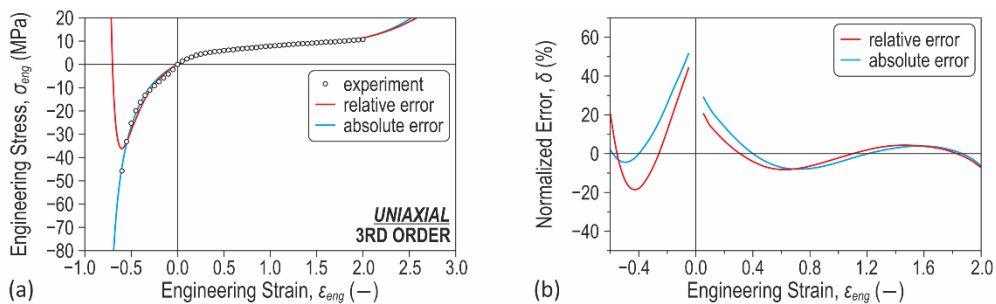 Engineering Stress, σeng (MPa)
20
10
0
−10
−20
−30
−40
−50
−60
−70
−80
experiment
relative error
absolute error
UNIAXIAL
3RD ORDER
−1.0 −0.5 0.0 0.5 1.0 1.5 2.0 2.5 3.0
Engineering Strain, εeng (—)
(a)
Normalized Error, δ (%)
60
40
20
0
−20
−40
relative error
absolute error
−0.4 0.0 0.4 0.8 1.2 1.6 2.0
Engineering Strain, εeng (—)
(b)